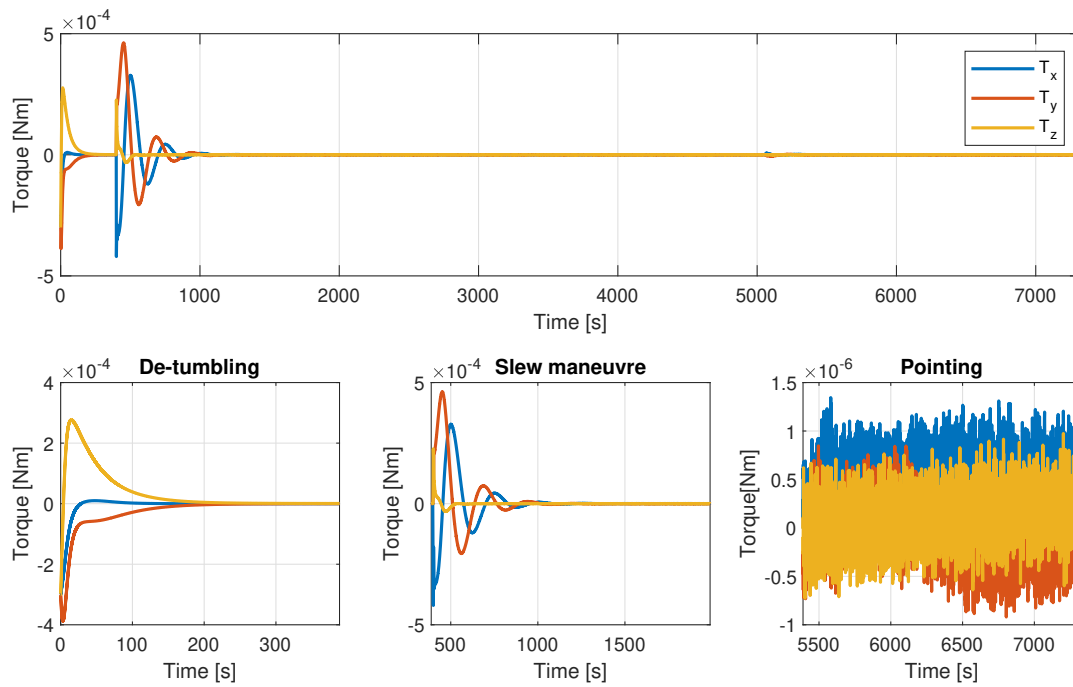 ×10⁻⁴
5
0
-5
Torque [Nm]
0 1000 2000 3000 4000 5000 6000 7000
Time [s]
T_x
T_y
T_z
De-tumbling
×10⁻⁴
4
2
0
-2
-4
Torque [Nm]
0 100 200 300
Time [s]
Slew maneuvre
×10⁻⁴
5
0
-5
Torque [Nm]
500 1000 1500
Time [s]
Pointing
×10⁻⁶
1.5
1
0.5
0
-0.5
-1
Torque[Nm]
5500 6000 6500 7000
Time [s]